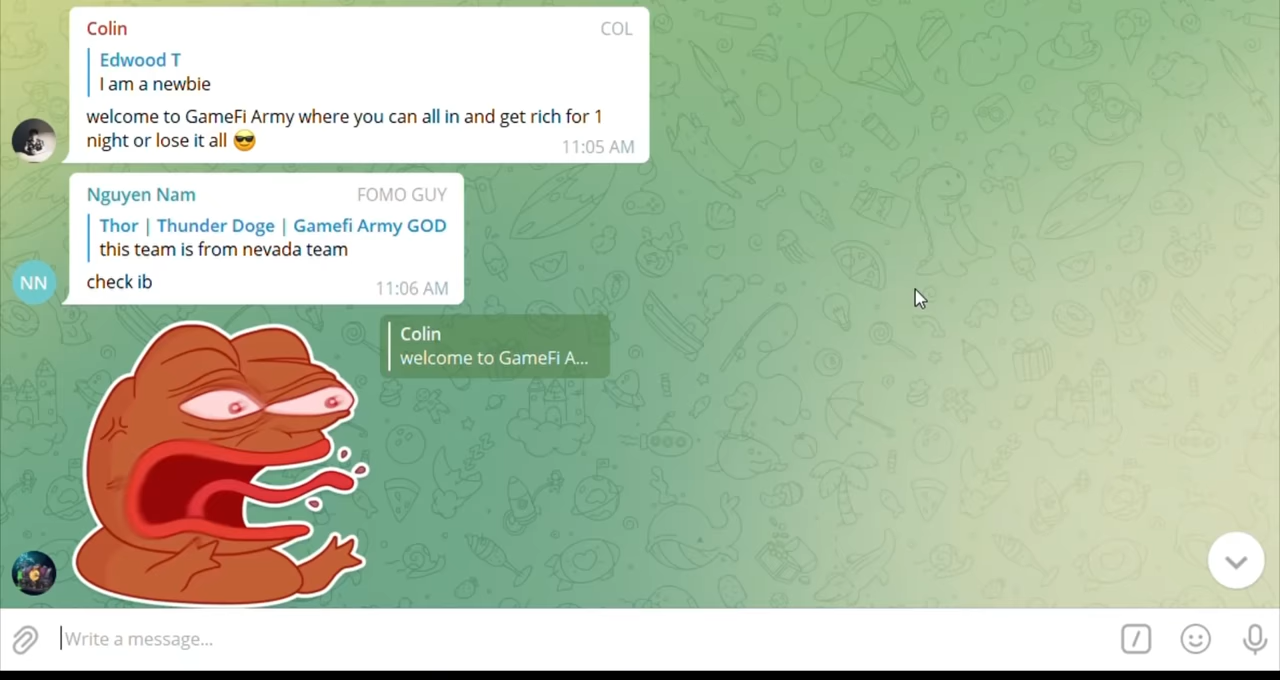 Colin COL
Edwood T
I am a newbie
welcome to GameFi Army where you can all in and get rich for 1
night or lose it all 😎
11:05 AM
Nguyen Nam FOMO GUY
Thor | Thunder Doge | Gamefi Army GOD
this team is from nevada team
NN
check ib
11:06 AM
Colin
welcome to GameFi A...
Write a message...